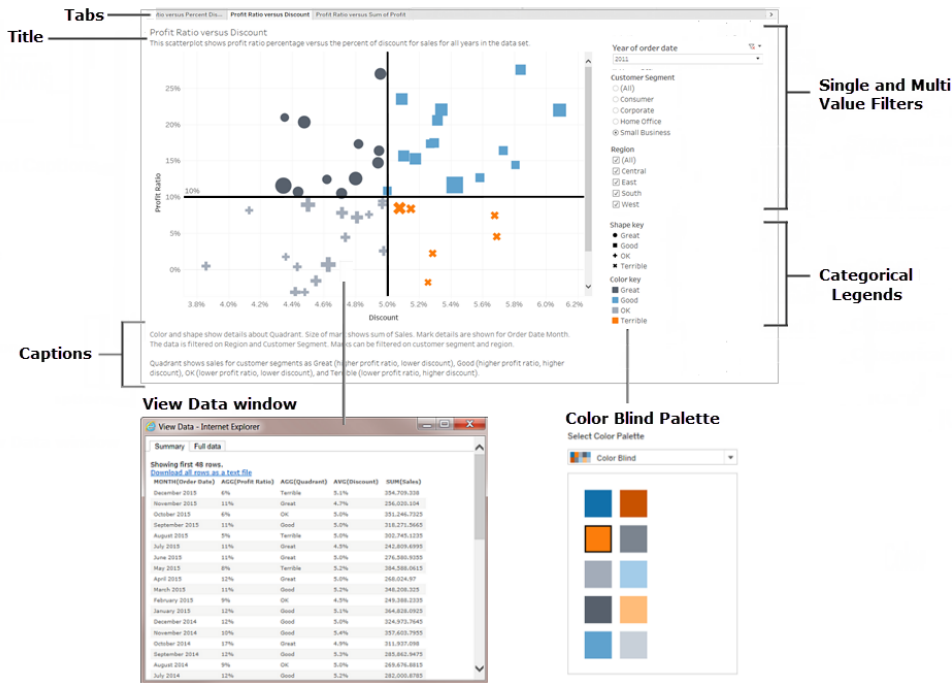 Tabs
tio versus Percent Dis... Profit Ratio versus Discount Profit Ratio versus Sum of Profit
Title
Profit Ratio versus Discount
This scatterplot shows profit ratio percentage versus the percent of discount for sales for all years in the data set.
25%
20%
15%
10%
10%
5%
0%
Profit Ratio
3.8% 4.0% 4.2% 4.4% 4.6% 4.8% 5.0% 5.2% 5.4% 5.6% 5.8% 6.0% 6.2%
Discount
Year of order date
2011
Customer Segment
(All)
Consumer
Corporate
Home Office
Small Business
Region
(All)
Central
East
South
West
Single and Multi
Value Filters
Shape key
Great
Good
OK
Terrible
Color key
Great
Good
OK
Terrible
Categorical
Legends
Captions
Color and shape show details about Quadrant. Size of mark shows sum of Sales. Mark details are shown for Order Date Month.
The data is filtered on Region and Customer Segment. Marks can be filtered on customer segment and region.
Quadrant shows sales for customer segments as Great (higher profit ratio, lower discount), Good (higher profit ratio, higher
discount), OK (lower profit ratio, lower discount), and Terrible (lower profit ratio, higher discount).
View Data window
View Data - Internet Explorer
Summary Full data
Showing first 48 rows.
Download all rows as a text file
MONTH(Order Date) AGG(Profit Ratio) AGG(Quadrant) AVG(Discount) SUM(Sales)
December 2015 6% Terrible 5.1% 254,709.238
November 2015 11% Great 4.7% 256,020.104
October 2015 6% OK 5.0% 351,246.7325
September 2015 11% Good 5.0% 318,271.5665
August 2015 5% Terrible 5.0% 302,745.1235
July 2015 11% Great 4.5% 242,809.6995
June 2015 11% Great 5.0% 276,580.9355
May 2015 8% Terrible 5.2% 384,588.0615
April 2015 12% Great 5.0% 268,024.97
March 2015 11% Good 5.2% 348,208.325
February 2015 9% OK 4.5% 249,388.2335
January 2015 12% Good 5.1% 364,828.0925
December 2014 12% Good 5.0% 324,973.7645
November 2014 10% Good 5.4% 357,603.7955
October 2014 17% Great 4.9% 311,937.098
September 2014 12% Good 5.3% 285,862.9475
August 2014 9% OK 5.0% 269,676.8815
July 2014 12% Good 5.2% 282,000.8785
Color Blind Palette
Select Color Palette
Color Blind